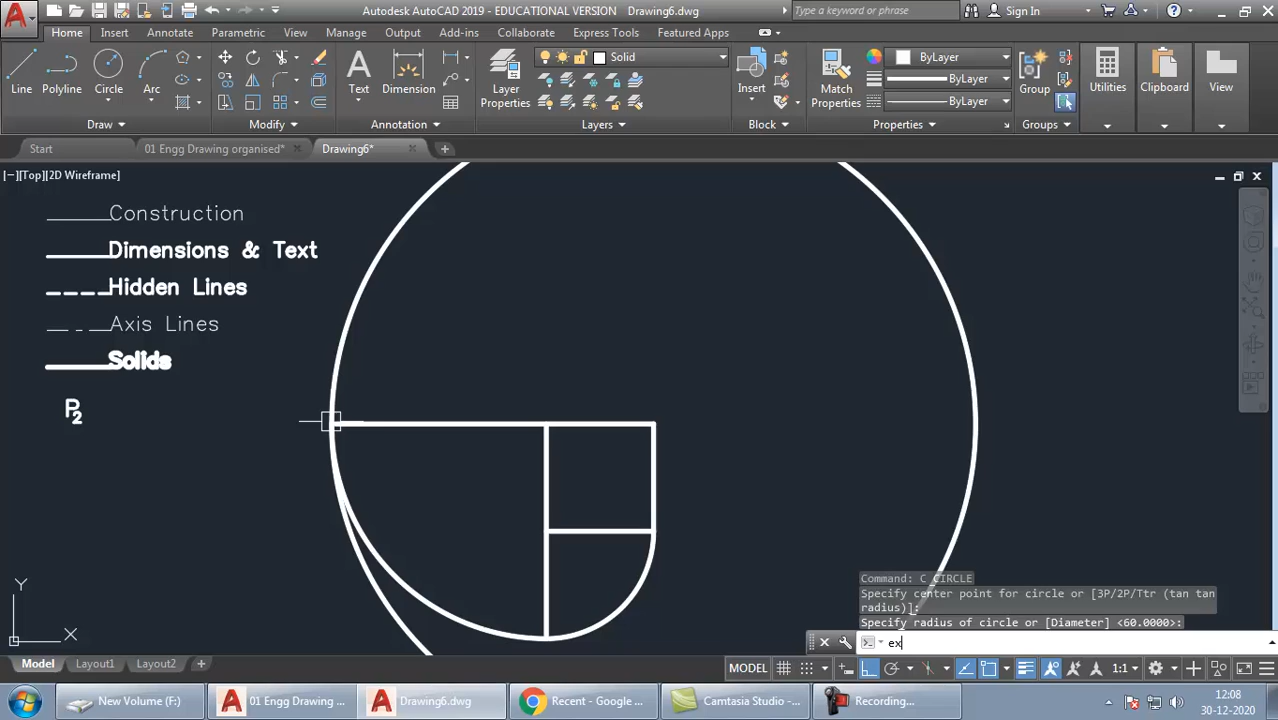 Autodesk AutoCAD 2019 - EDUCATIONAL VERSION Drawing6.dwg
Type a keyword or phrase
Sign In
Home Insert Annotate Parametric View Manage Output Add-ins Collaborate Express Tools Featured Apps
Line Polyline Circle Arc
Text Dimension
Layer Properties
Solid
Insert
Match Properties
ByLayer
ByLayer
ByLayer
Group
Utilities
Clipboard
View
Draw Modify Annotation Layers Block Properties Groups
Start 01 Engg Drawing organised* Drawing6*
[−][Top][2D Wireframe]
Construction
Dimensions & Text
Hidden Lines
Axis Lines
Solids
P2
Y
X
Command: C CIRCLE
Specify center point for circle or [3P/2P/Ttr (tan tan
radius)]:
Specify radius of circle or [Diameter] <60.0000>:
ex
Model Layout1 Layout2
MODEL
1:1
New Volume (F:)
01 Engg Drawing ...
Drawing6.dwg
Recent - Google ...
Camtasia Studio -...
Recording...
12:08
30-12-2020